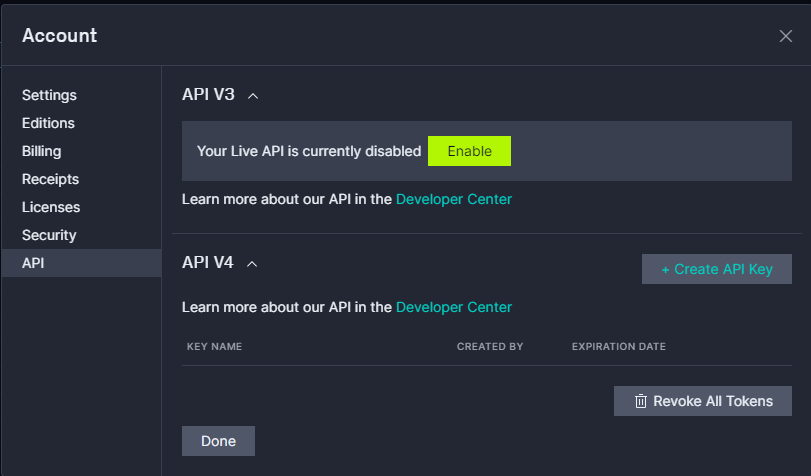 Account
Settings
Editions
Billing
Receipts
Licenses
Security
API
API V3
Your Live API is currently disabled Enable
Learn more about our API in the Developer Center
API V4
+ Create API Key
Learn more about our API in the Developer Center
KEY NAME CREATED BY EXPIRATION DATE
Revoke All Tokens
Done